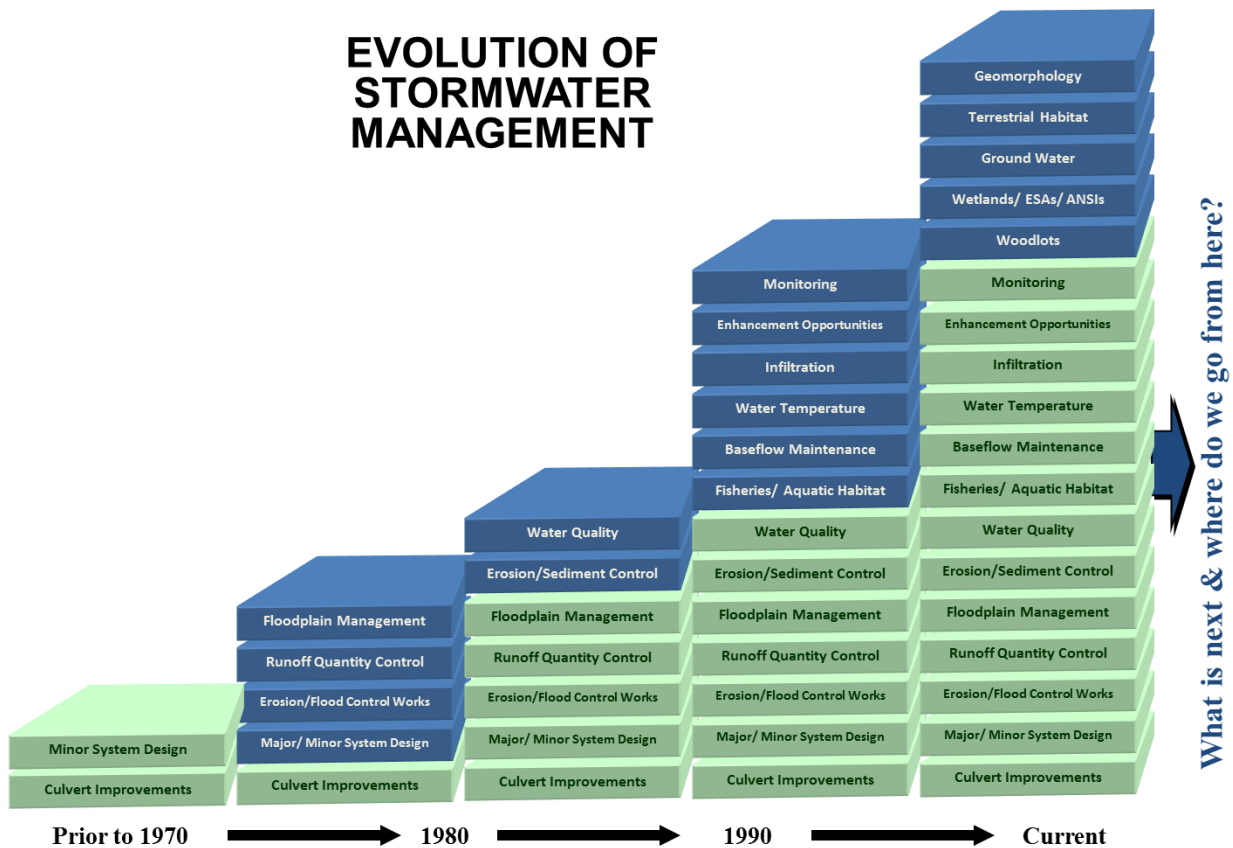 EVOLUTION OF
STORMWATER
MANAGEMENT
Minor System Design
Culvert Improvements
Floodplain Management
Runoff Quantity Control
Erosion/Flood Control Works
Major/ Minor System Design
Culvert Improvements
Water Quality
Erosion/Sediment Control
Floodplain Management
Runoff Quantity Control
Erosion/Flood Control Works
Major/ Minor System Design
Culvert Improvements
Monitoring
Enhancement Opportunities
Infiltration
Water Temperature
Baseflow Maintenance
Fisheries/ Aquatic Habitat
Water Quality
Erosion/Sediment Control
Floodplain Management
Runoff Quantity Control
Erosion/Flood Control Works
Major/ Minor System Design
Culvert Improvements
Geomorphology
Terrestrial Habitat
Ground Water
Wetlands/ ESAs/ ANSIs
Woodlots
Monitoring
Enhancement Opportunities
Infiltration
Water Temperature
Baseflow Maintenance
Fisheries/ Aquatic Habitat
Water Quality
Erosion/Sediment Control
Floodplain Management
Runoff Quantity Control
Erosion/Flood Control Works
Major/ Minor System Design
Culvert Improvements
What is next & where do we go from here?
Prior to 1970
1980
1990
Current